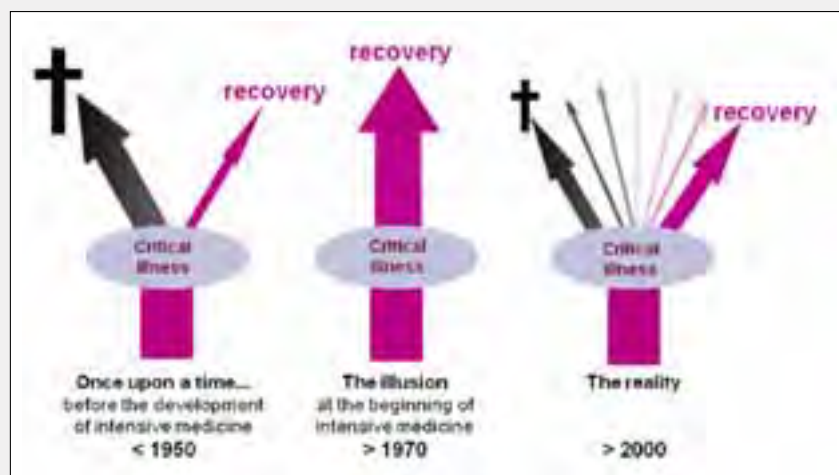 recovery
Critical
illness
Once upon a time...
before the development
of intensive medicine
< 1950
recovery
Critical
illness
The illusion
at the beginning of
intensive medicine
> 1970
recovery
Critical
illness
The reality
> 2000